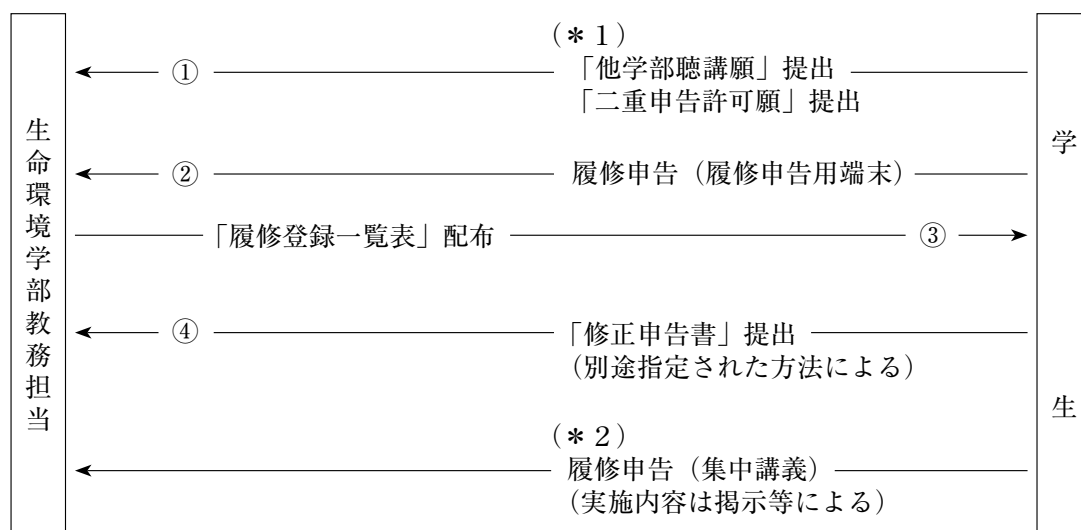 生命環境学部教務担当
学生
（＊１）
①
「他学部聴講願」提出
「二重申告許可願」提出
②
履修申告（履修申告用端末）
「履修登録一覧表」配布
③
④
「修正申告書」提出
（別途指定された方法による）
（＊２）
履修申告（集中講義）
（実施内容は掲示等による）